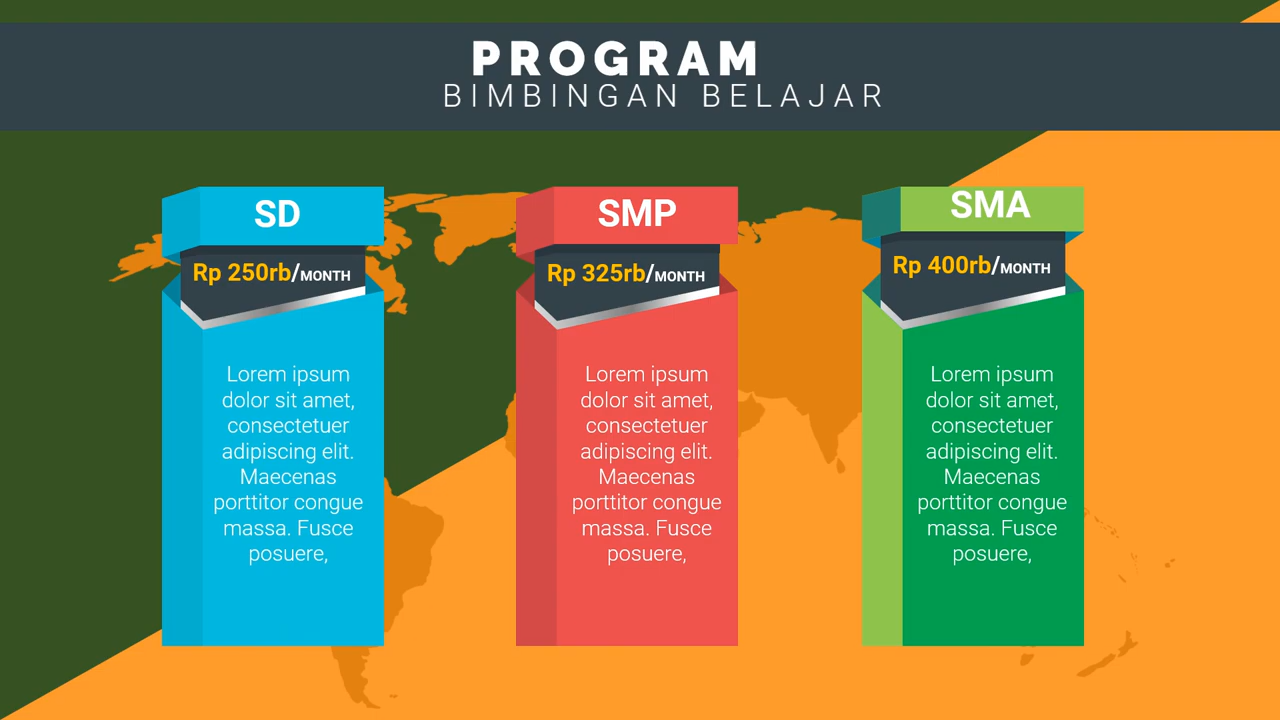 PROGRAM
BIMBINGAN BELAJAR
SD
Rp 250rb/MONTH
Lorem ipsum
dolor sit amet,
consectetuer
adipiscing elit.
Maecenas
porttitor congue
massa. Fusce
posuere,
SMP
Rp 325rb/MONTH
Lorem ipsum
dolor sit amet,
consectetuer
adipiscing elit.
Maecenas
porttitor congue
massa. Fusce
posuere,
SMA
Rp 400rb/MONTH
Lorem ipsum
dolor sit amet,
consectetuer
adipiscing elit.
Maecenas
porttitor congue
massa. Fusce
posuere,